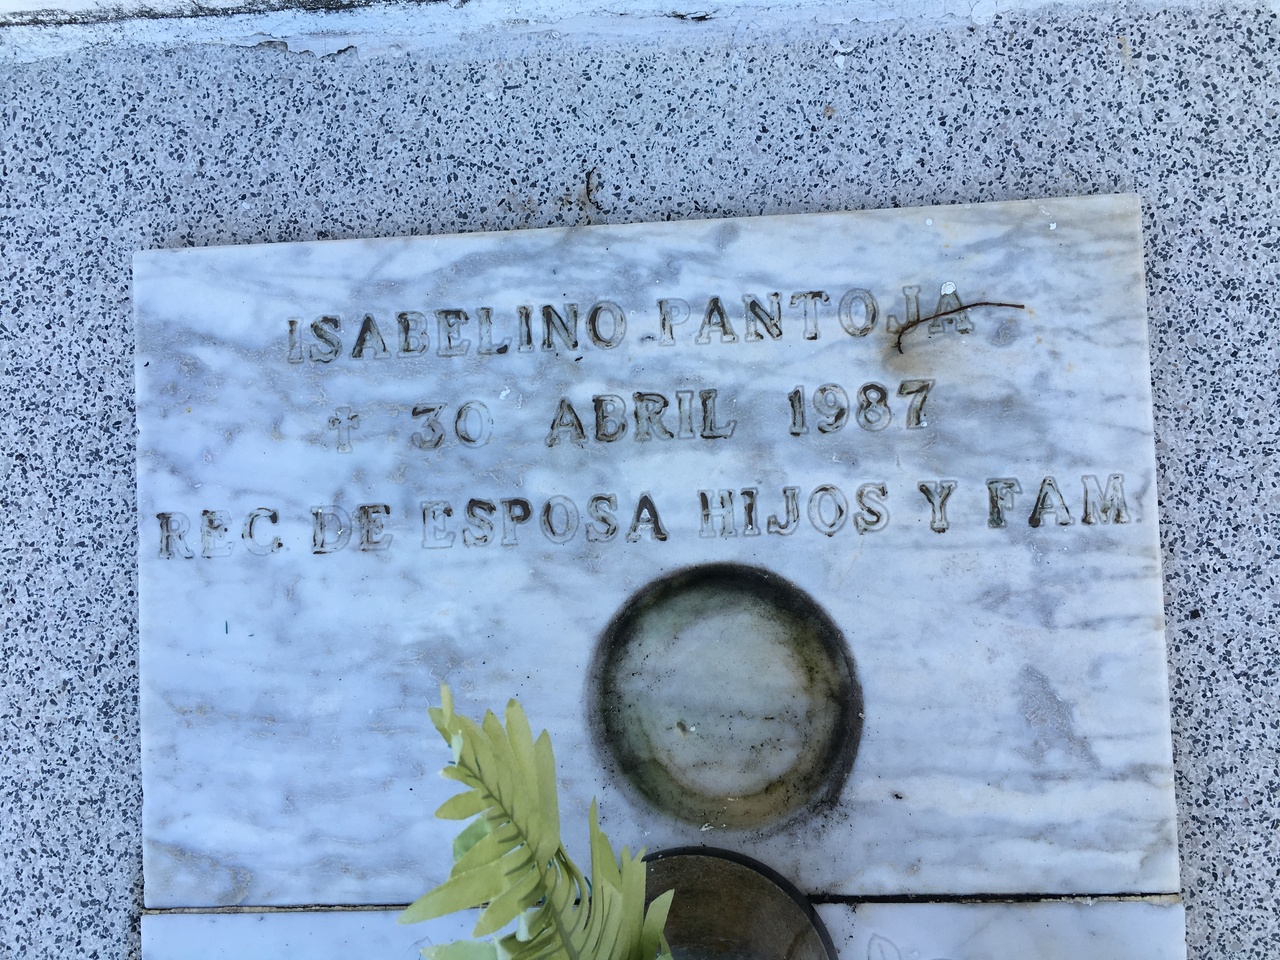 ISABELINO PANTOJA
✝ 30 ABRIL 1987
REC. DE ESPOSA HIJOS Y FAM.